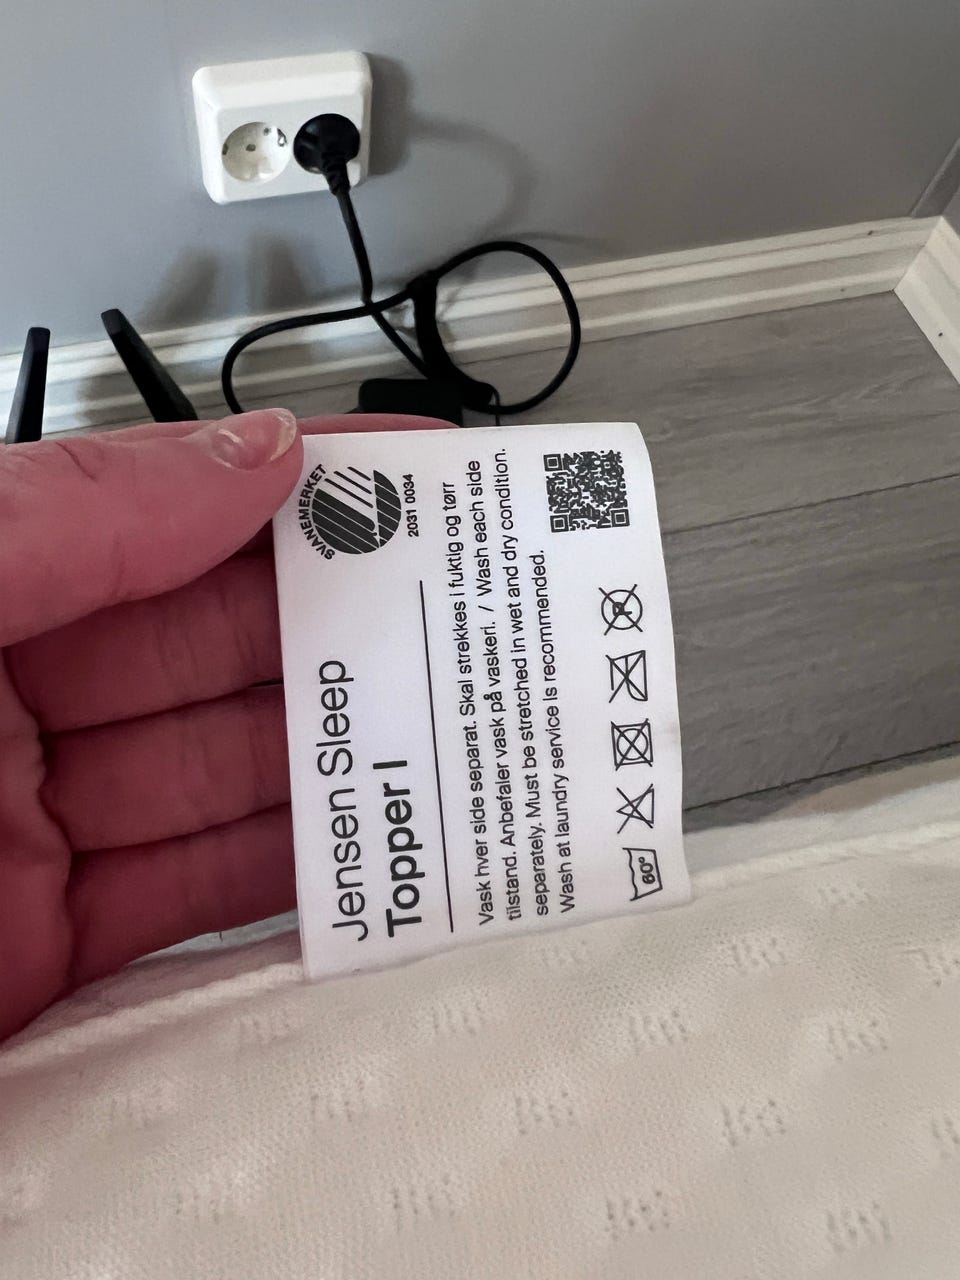 SVANEMERKET
2031 0034
Jensen Sleep
Topper I
Vask hver side separat. Skal strekkes i fuktig og tørr
tilstand. Anbefaler vask på vaskeri. / Wash each side
separately. Must be stretched in wet and dry condition.
Wash at laundry service is recommended.
60°
P